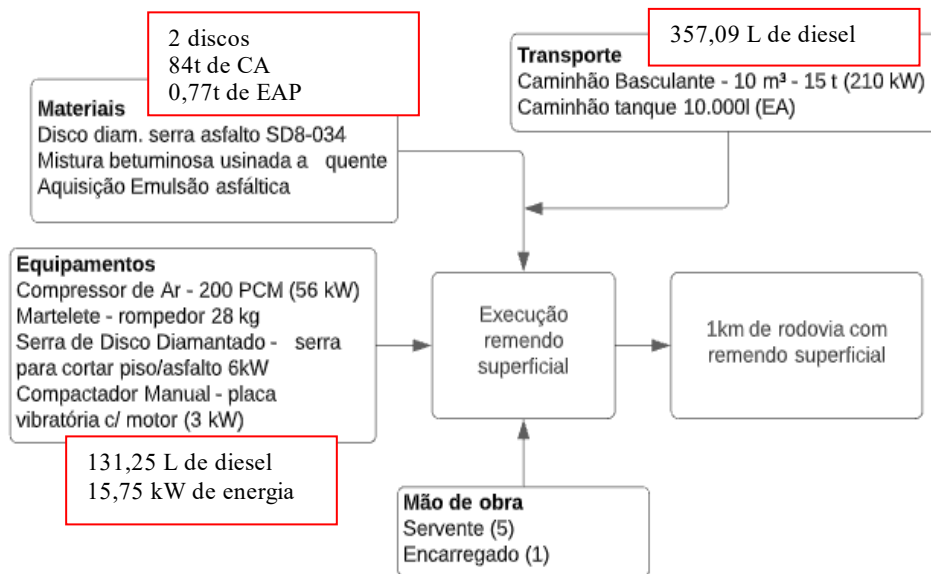 2 discos
84t de CA
0,77t de EAP
Materiais
Disco diam. serra asfalto SD8-034
Mistura betuminosa usinada a quente
Aquisição Emulsão asfáltica
357,09 L de diesel
Transporte
Caminhão Basculante - 10 m³ - 15 t (210 kW)
Caminhão tanque 10.000l (EA)
Equipamentos
Compressor de Ar - 200 PCM (56 kW)
Martelete - rompedor 28 kg
Serra de Disco Diamantado - serra
para cortar piso/asfalto 6kW
Compactador Manual - placa
vibratória c/ motor (3 kW)
131,25 L de diesel
15,75 kW de energia
Execução
remendo
superficial
1km de rodovia com
remendo superficial
Mão de obra
Servente (5)
Encarregado (1)